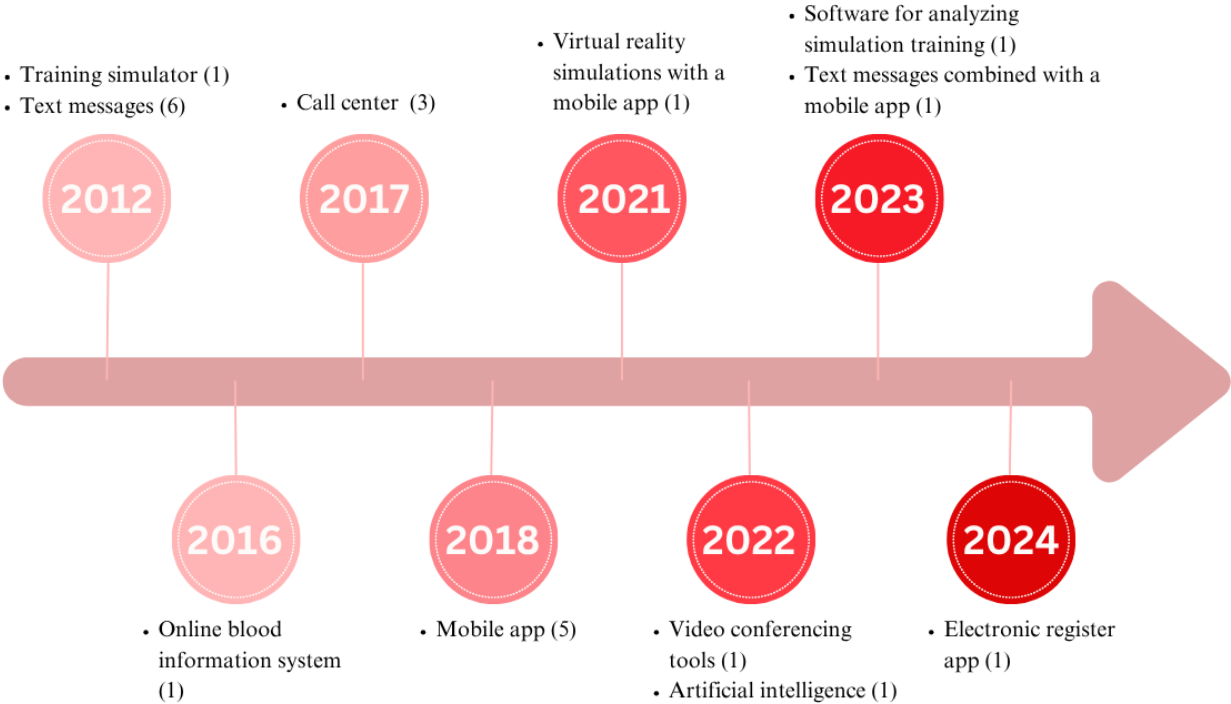 • Training simulator (1)
• Text messages (6)
2012
• Online blood
information system
(1)
2016
• Call center (3)
2017
• Mobile app (5)
2018
• Virtual reality
simulations with a
mobile app (1)
2021
• Video conferencing
tools (1)
• Artificial intelligence (1)
2022
• Software for analyzing
simulation training (1)
• Text messages combined with a
mobile app (1)
2023
• Electronic register
app (1)
2024